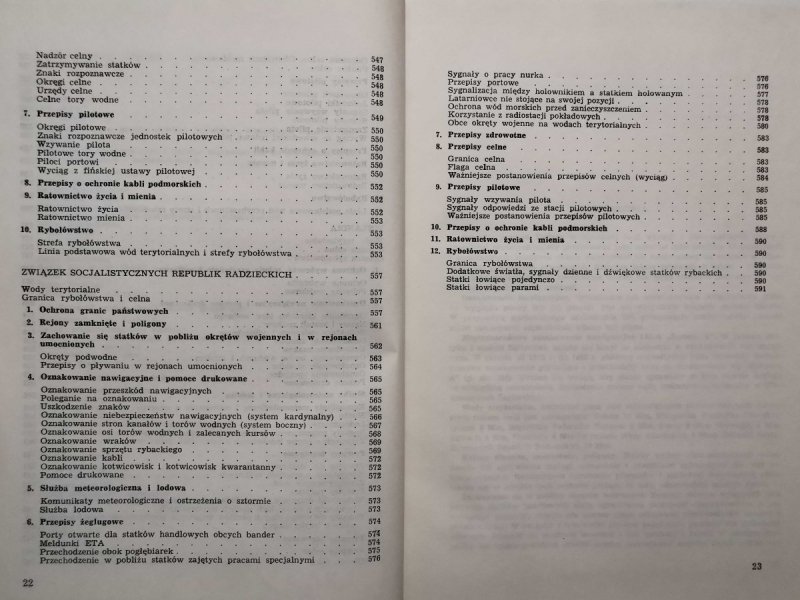 Nadzór celny . . . . . . . . . . . . . . . 547
Zatrzymywanie statków . . . . . . . . . . . . . 548
Znaki rozpoznawcze . . . . . . . . . . . . . 548
Okręgi celne . . . . . . . . . . . . . . . 548
Urzędy celne . . . . . . . . . . . . . . . 548
Celne tory wodne . . . . . . . . . . . . . . 548
7. Przepisy pilotowe . . . . . . . . . . . . . . 549
Okręgi pilotowe . . . . . . . . . . . . . . 550
Znaki rozpoznawcze jednostek pilotowych . . . . . . . . 550
Wzywanie pilota . . . . . . . . . . . . . . 550
Pilotowe tory wodne . . . . . . . . . . . . . 550
Piloci portowi . . . . . . . . . . . . . . 550
Wyciąg z fińskiej ustawy pilotowej . . . . . . . . . 550
8. Przepisy o ochronie kabli podmorskich . . . . . . . . 552
9. Ratownictwo życia i mienia . . . . . . . . . . . 552
Ratownictwo życia . . . . . . . . . . . . . 552
Ratownictwo mienia . . . . . . . . . . . . . 553
10. Rybołówstwo . . . . . . . . . . . . . . . 553
Strefa rybołówstwa . . . . . . . . . . . . . 553
Linia podstawowa wód terytorialnych i strefy rybołówstwa . . . . 553
ZWIĄZEK SOCJALISTYCZNYCH REPUBLIK RADZIECKICH . . . . . 557
Wody terytorialne . . . . . . . . . . . . . . 557
Granica rybołówstwa i celna . . . . . . . . . . . 557
1. Ochrona granic państwowych . . . . . . . . . . . 557
2. Rejony zamknięte i poligony . . . . . . . . . . . 561
3. Zachowanie się statków w pobliżu okrętów wojennych i w rejonach
umocnionych . . . . . . . . . . . . . . . 562
Okręty podwodne . . . . . . . . . . . . . . 563
Przepisy o pływaniu w rejonach umocnionych . . . . . . . 564
4. Oznakowanie nawigacyjne i pomoce drukowane . . . . . . . 565
Oznakowanie przeszkód nawigacyjnych . . . . . . . . . 565
Poleganie na oznakowaniu . . . . . . . . . . . . 565
Uszkodzenie znaków . . . . . . . . . . . . . 565
Oznakowanie niebezpieczeństw nawigacyjnych (system kardynalny) . . 566
Oznakowanie stron kanałów i torów wodnych (system boczny) . . . 567
Oznakowanie osi torów wodnych i zalecanych kursów . . . . . 568
Oznakowanie wraków . . . . . . . . . . . . . 569
Oznakowanie sprzętu rybackiego . . . . . . . . . . 569
Oznakowanie kabli . . . . . . . . . . . . . . 572
Oznakowanie kotwicowisk i kotwicowisk kwarantanny . . . . . 572
Pomoce drukowane . . . . . . . . . . . . . . 572
5. Służba meteorologiczna i lodowa . . . . . . . . . . 573
Komunikaty meteorologiczne i ostrzeżenia o sztormie . . . . . 573
Służba lodowa . . . . . . . . . . . . . . . 573
6. Przepisy żeglugowe . . . . . . . . . . . . . . 574
Porty otwarte dla statków handlowych obcych bander . . . . . 574
Meldunki ETA . . . . . . . . . . . . . . . 574
Przechodzenie obok pogłębiarek . . . . . . . . . . 575
Przechodzenie w pobliżu statków zajętych pracami specjalnymi . . . 576
22
Sygnały o pracy nurka . . . . . . . . . . . . . 576
Przepisy portowe . . . . . . . . . . . . . . 576
Sygnalizacja między holownikiem a statkiem holowanym . . . . . 577
Latarniowce nie stojące na swojej pozycji . . . . . . . . 578
Ochrona wód morskich przed zanieczyszczeniem . . . . . . . 578
Korzystanie z radiostacji pokładowych . . . . . . . . . 578
Obce okręty wojenne na wodach terytorialnych . . . . . . . 580
7. Przepisy zdrowotne . . . . . . . . . . . . . . 583
8. Przepisy celne . . . . . . . . . . . . . . . 583
Granica celna . . . . . . . . . . . . . . . 583
Flaga celna . . . . . . . . . . . . . . . 583
Ważniejsze postanowienia przepisów celnych (wyciąg) . . . . . 584
9. Przepisy pilotowe . . . . . . . . . . . . . . 585
Sygnały wzywania pilota . . . . . . . . . . . . 585
Sygnały odpowiedzi ze stacji pilotowych . . . . . . . . 585
Ważniejsze postanowienia przepisów pilotowych . . . . . . . 585
10. Przepisy o ochronie kabli podmorskich . . . . . . . . 588
11. Ratownictwo życia i mienia . . . . . . . . . . . 590
12. Rybołówstwo . . . . . . . . . . . . . . . 590
Granica rybołówstwa . . . . . . . . . . . . . 590
Dodatkowe światła, sygnały dzienne i dźwiękowe statków rybackich . . 590
Statki łowiące pojedynczo . . . . . . . . . . . . 590
Statki łowiące parami . . . . . . . . . . . . . 591
23